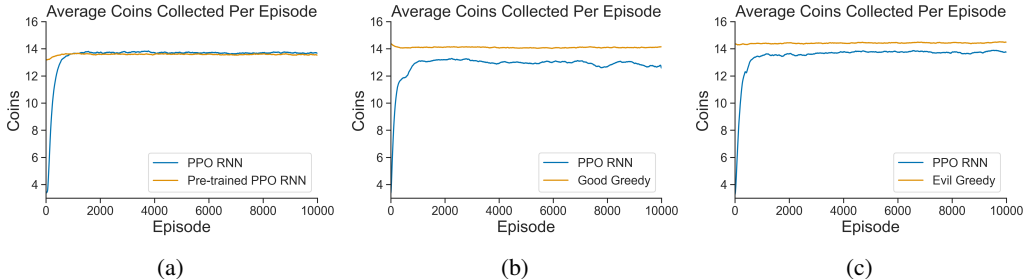 Average Coins Collected Per Episode
16
14
12
10
8
6
4
Coins
PPO RNN
Pre-trained PPO RNN
0 2000 4000 6000 8000 10000
Episode
(a)
Average Coins Collected Per Episode
16
14
12
10
8
6
4
Coins
PPO RNN
Good Greedy
0 2000 4000 6000 8000 10000
Episode
(b)
Average Coins Collected Per Episode
16
14
12
10
8
6
4
Coins
PPO RNN
Evil Greedy
0 2000 4000 6000 8000 10000
Episode
(c)